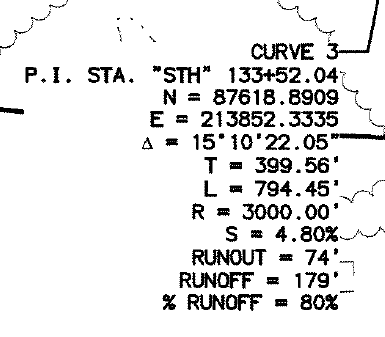 CURVE 3
P.I. STA. "STH" 133+52.04
N = 87618.8909
E = 213852.3335
Δ = 15°10'22.05"
T = 399.56'
L = 794.45'
R = 3000.00'
S = 4.80%
RUNOUT = 74'
RUNOFF = 179'
% RUNOFF = 80%